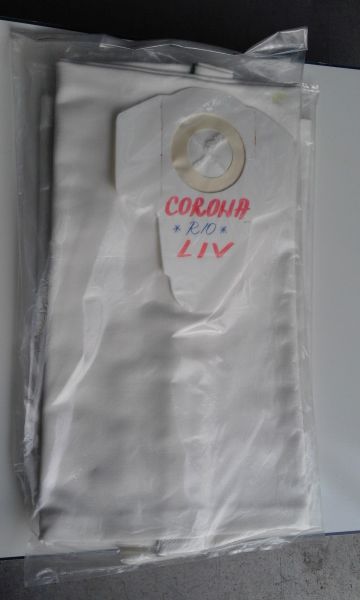 CORONA
* R10 *
LIV